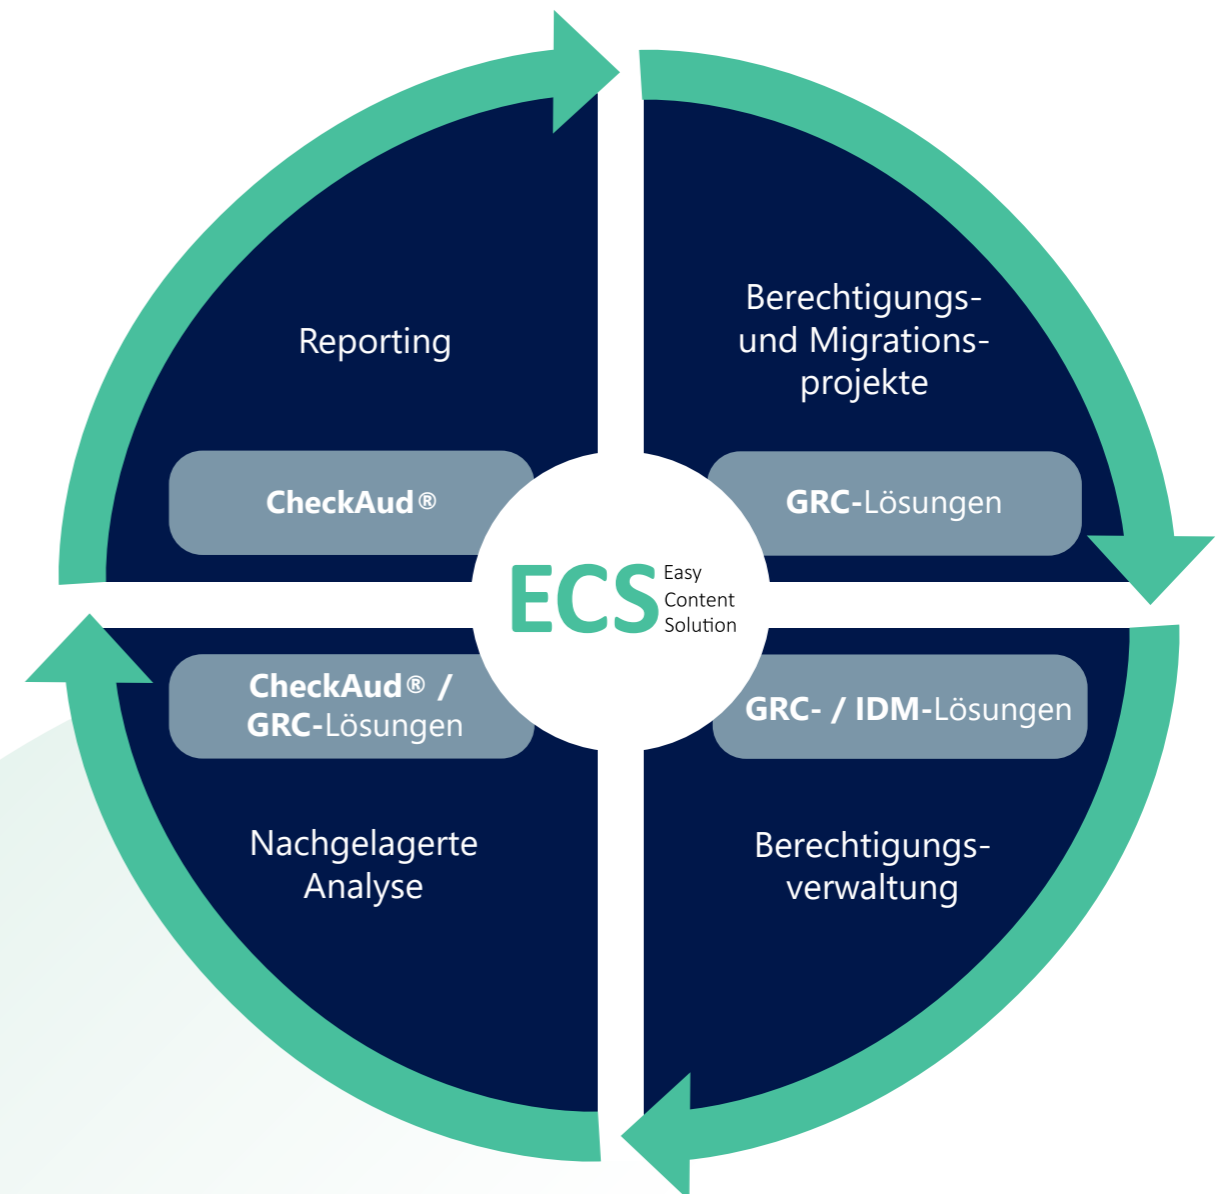 Reporting
CheckAud®
Berechtigungs-
und Migrations-
projekte
GRC-Lösungen
ECS
Easy
Content
Solution
CheckAud® /
GRC-Lösungen
Nachgelagerte
Analyse
GRC- / IDM-Lösungen
Berechtigungs-
verwaltung